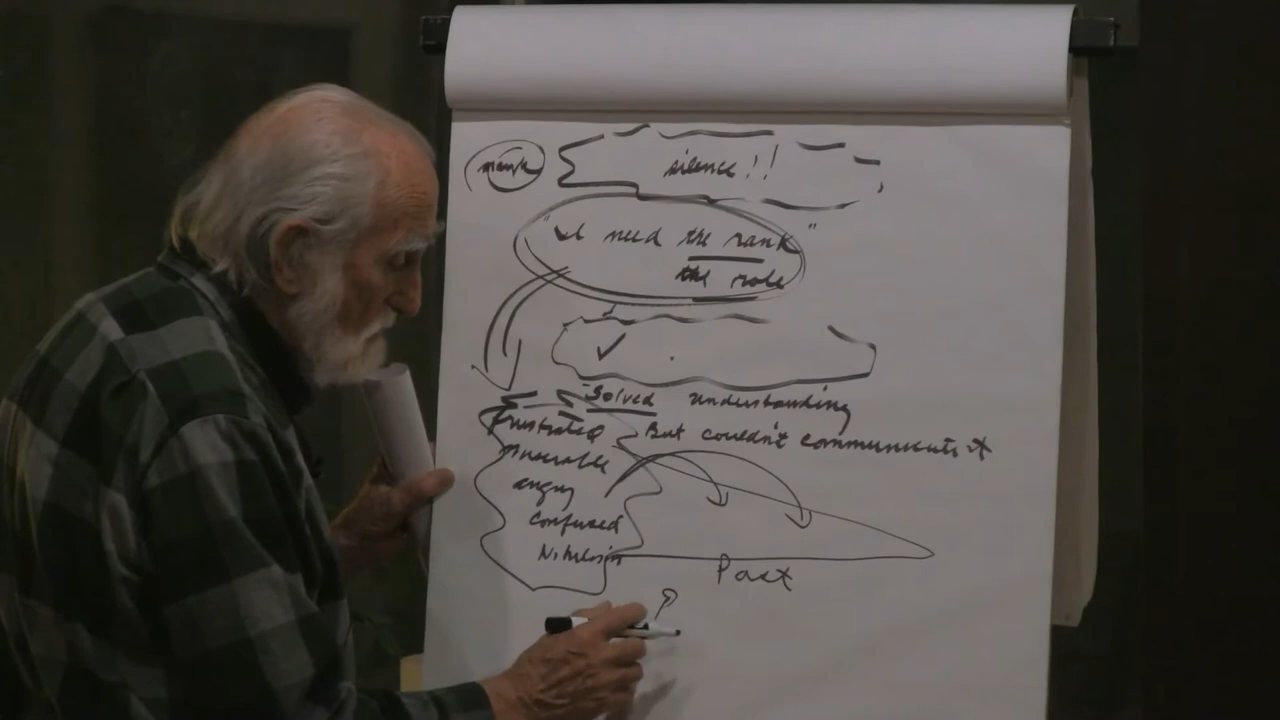 silence!!
"I need the rank"
the role
Solved understanding
But couldn't communicate it
frustrated
miserable
angry
confused
Nihilism
Past